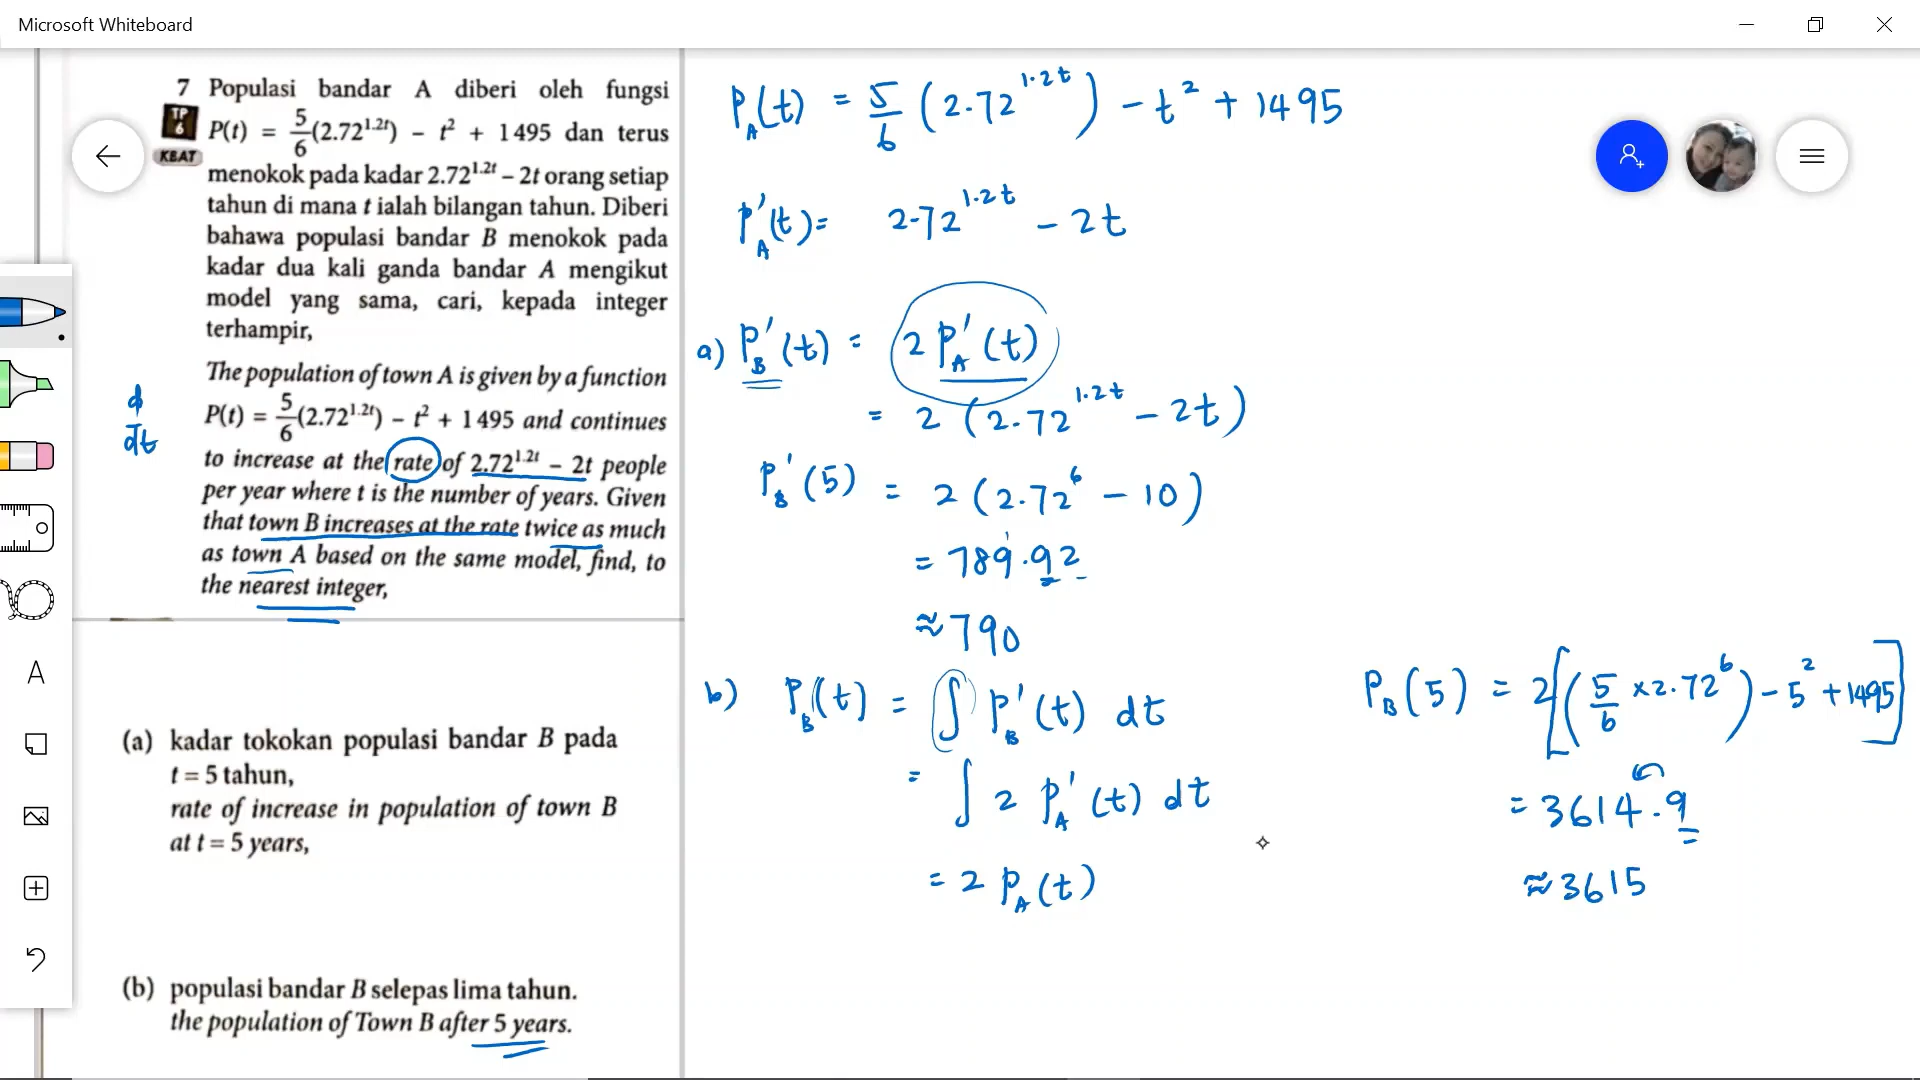 Microsoft Whiteboard
7 Populasi bandar A diberi oleh fungsi
TP 6
P(t) = 5/6(2.72^1.2t) – t² + 1 495 dan terus
KBAT
menokok pada kadar 2.72^1.2t – 2t orang setiap
tahun di mana t ialah bilangan tahun. Diberi
bahawa populasi bandar B menokok pada
kadar dua kali ganda bandar A mengikut
model yang sama, cari, kepada integer
terhampir,
The population of town A is given by a function
P(t) = 5/6(2.72^1.2t) – t² + 1 495 and continues
to increase at the rate of 2.72^1.2t – 2t people
per year where t is the number of years. Given
that town B increases at the rate twice as much
as town A based on the same model, find, to
the nearest integer,
d/dt
(a) kadar tokokan populasi bandar B pada
t = 5 tahun,
rate of increase in population of town B
at t = 5 years,
(b) populasi bandar B selepas lima tahun.
the population of Town B after 5 years.
P_A(t) = 5/6 (2.72^1.2t) – t² + 1495
P'_A(t) = 2.72^1.2t – 2t
a) P'_B(t) = 2 P'_A(t)
= 2 (2.72^1.2t – 2t)
P'_B(5) = 2 (2.72^6 – 10)
= 789.92
≈ 790
b) P_B(t) = ∫ P'_B(t) dt
= ∫ 2 P'_A(t) dt
= 2 P_A(t)
P_B(5) = 2[(5/6 × 2.72^6) – 5² + 1495]
= 3614.9
≈ 3615
A